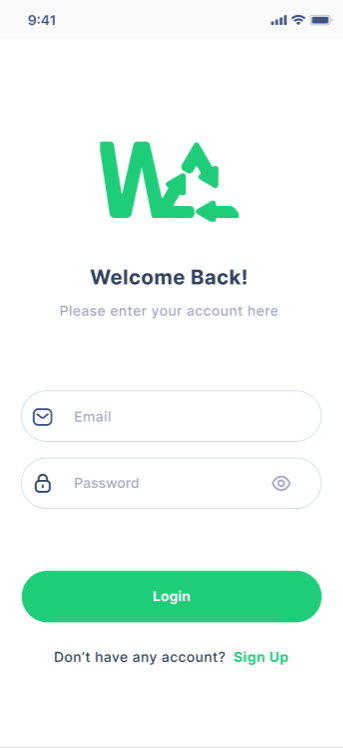 9:41
W
Welcome Back!
Please enter your account here
Email
Password
Login
Don't have any account? Sign Up